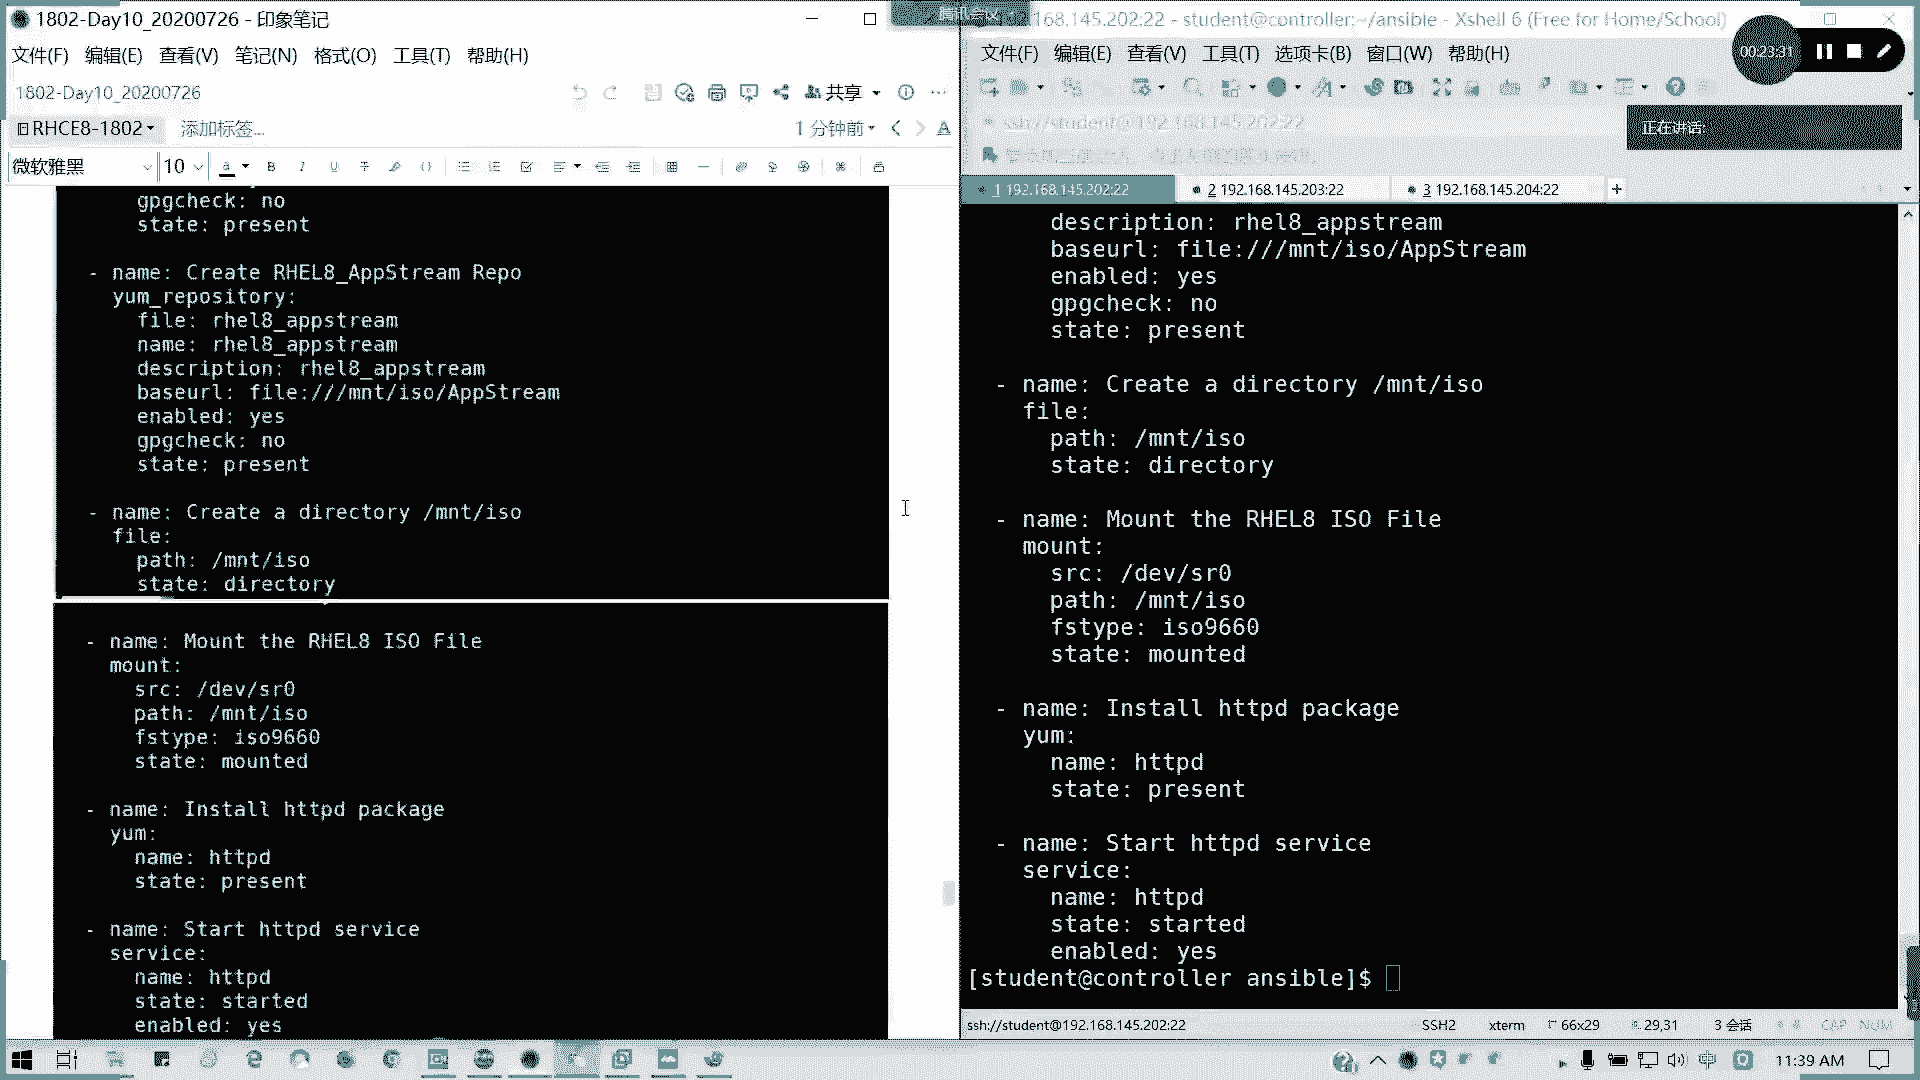 1802-Day10_20200726 - 印象笔记
文件(F) 编辑(E) 查看(V) 笔记(N) 格式(O) 工具(T) 帮助(H)
1802-Day10_20200726
共享
RHCE8-1802
添加标签...
1 分钟前
微软雅黑
10
gpgcheck: no
state: present
- name: Create RHEL8_AppStream Repo
yum_repository:
file: rhel8_appstream
name: rhel8_appstream
description: rhel8_appstream
baseurl: file:///mnt/iso/AppStream
enabled: yes
gpgcheck: no
state: present
- name: Create a directory /mnt/iso
file:
path: /mnt/iso
state: directory
- name: Mount the RHEL8 ISO File
mount:
src: /dev/sr0
path: /mnt/iso
fstype: iso9660
state: mounted
- name: Install httpd package
yum:
name: httpd
state: present
- name: Start httpd service
service:
name: httpd
state: started
enabled: yes
腾讯会议
168.145.202:22 - student@controller:~/ansible - Xshell 6 (Free for Home/School)
文件(F) 编辑(E) 查看(V) 工具(T) 选项卡(B) 窗口(W) 帮助(H)
00:23:31
ssh://student@192.168.145.202:22
正在讲话:
1 192.168.145.202:22
2 192.168.145.203:22
3 192.168.145.204:22
description: rhel8_appstream
baseurl: file:///mnt/iso/AppStream
enabled: yes
gpgcheck: no
state: present
- name: Create a directory /mnt/iso
file:
path: /mnt/iso
state: directory
- name: Mount the RHEL8 ISO File
mount:
src: /dev/sr0
path: /mnt/iso
fstype: iso9660
state: mounted
- name: Install httpd package
yum:
name: httpd
state: present
- name: Start httpd service
service:
name: httpd
state: started
enabled: yes
[student@controller ansible]$
ssh://student@192.168.145.202:22
SSH2
xterm
66x29
29,31
3 会话
CAP NUM
中
11:39 AM